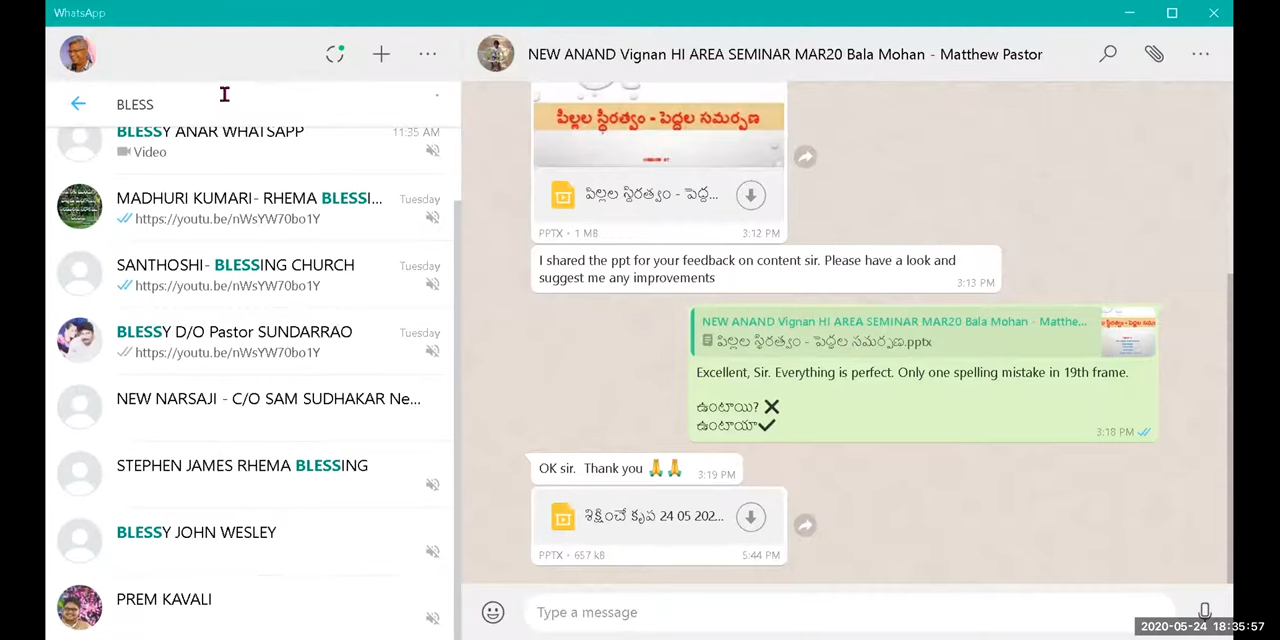 WhatsApp
BLESS
BLESSY ANAR WHATSAPP
11:35 AM
Video
MADHURI KUMARI- RHEMA BLESSI...
Tuesday
https://youtu.be/nWsYW70bo1Y
SANTHOSHI- BLESSING CHURCH
Tuesday
https://youtu.be/nWsYW70bo1Y
BLESSY D/O Pastor SUNDARRAO
Tuesday
https://youtu.be/nWsYW70bo1Y
NEW NARSAJI - C/O SAM SUDHAKAR Ne...
STEPHEN JAMES RHEMA BLESSING
BLESSY JOHN WESLEY
PREM KAVALI
NEW ANAND Vignan HI AREA SEMINAR MAR20 Bala Mohan - Matthew Pastor
పిల్లల స్థిరత్వం - పెద్దల సమర్పణ
పిల్లల స్థిరత్వం - పెద్ద...
PPTX • 1 MB
3:12 PM
I shared the ppt for your feedback on content sir. Please have a look and
suggest me any improvements
3:13 PM
NEW ANAND Vignan HI AREA SEMINAR MAR20 Bala Mohan - Matthe...
పిల్లల స్థిరత్వం - పెద్దల సమర్పణ.pptx
Excellent, Sir. Everything is perfect. Only one spelling mistake in 19th frame.
ఉంటాయి? ❌
ఉంటాయా✔
3:18 PM
OK sir.  Thank you 🙏🙏
3:19 PM
శిక్షించే కృప 24 05 202...
PPTX • 657 kB
5:44 PM
Type a message
2020-05-24 18:35:57